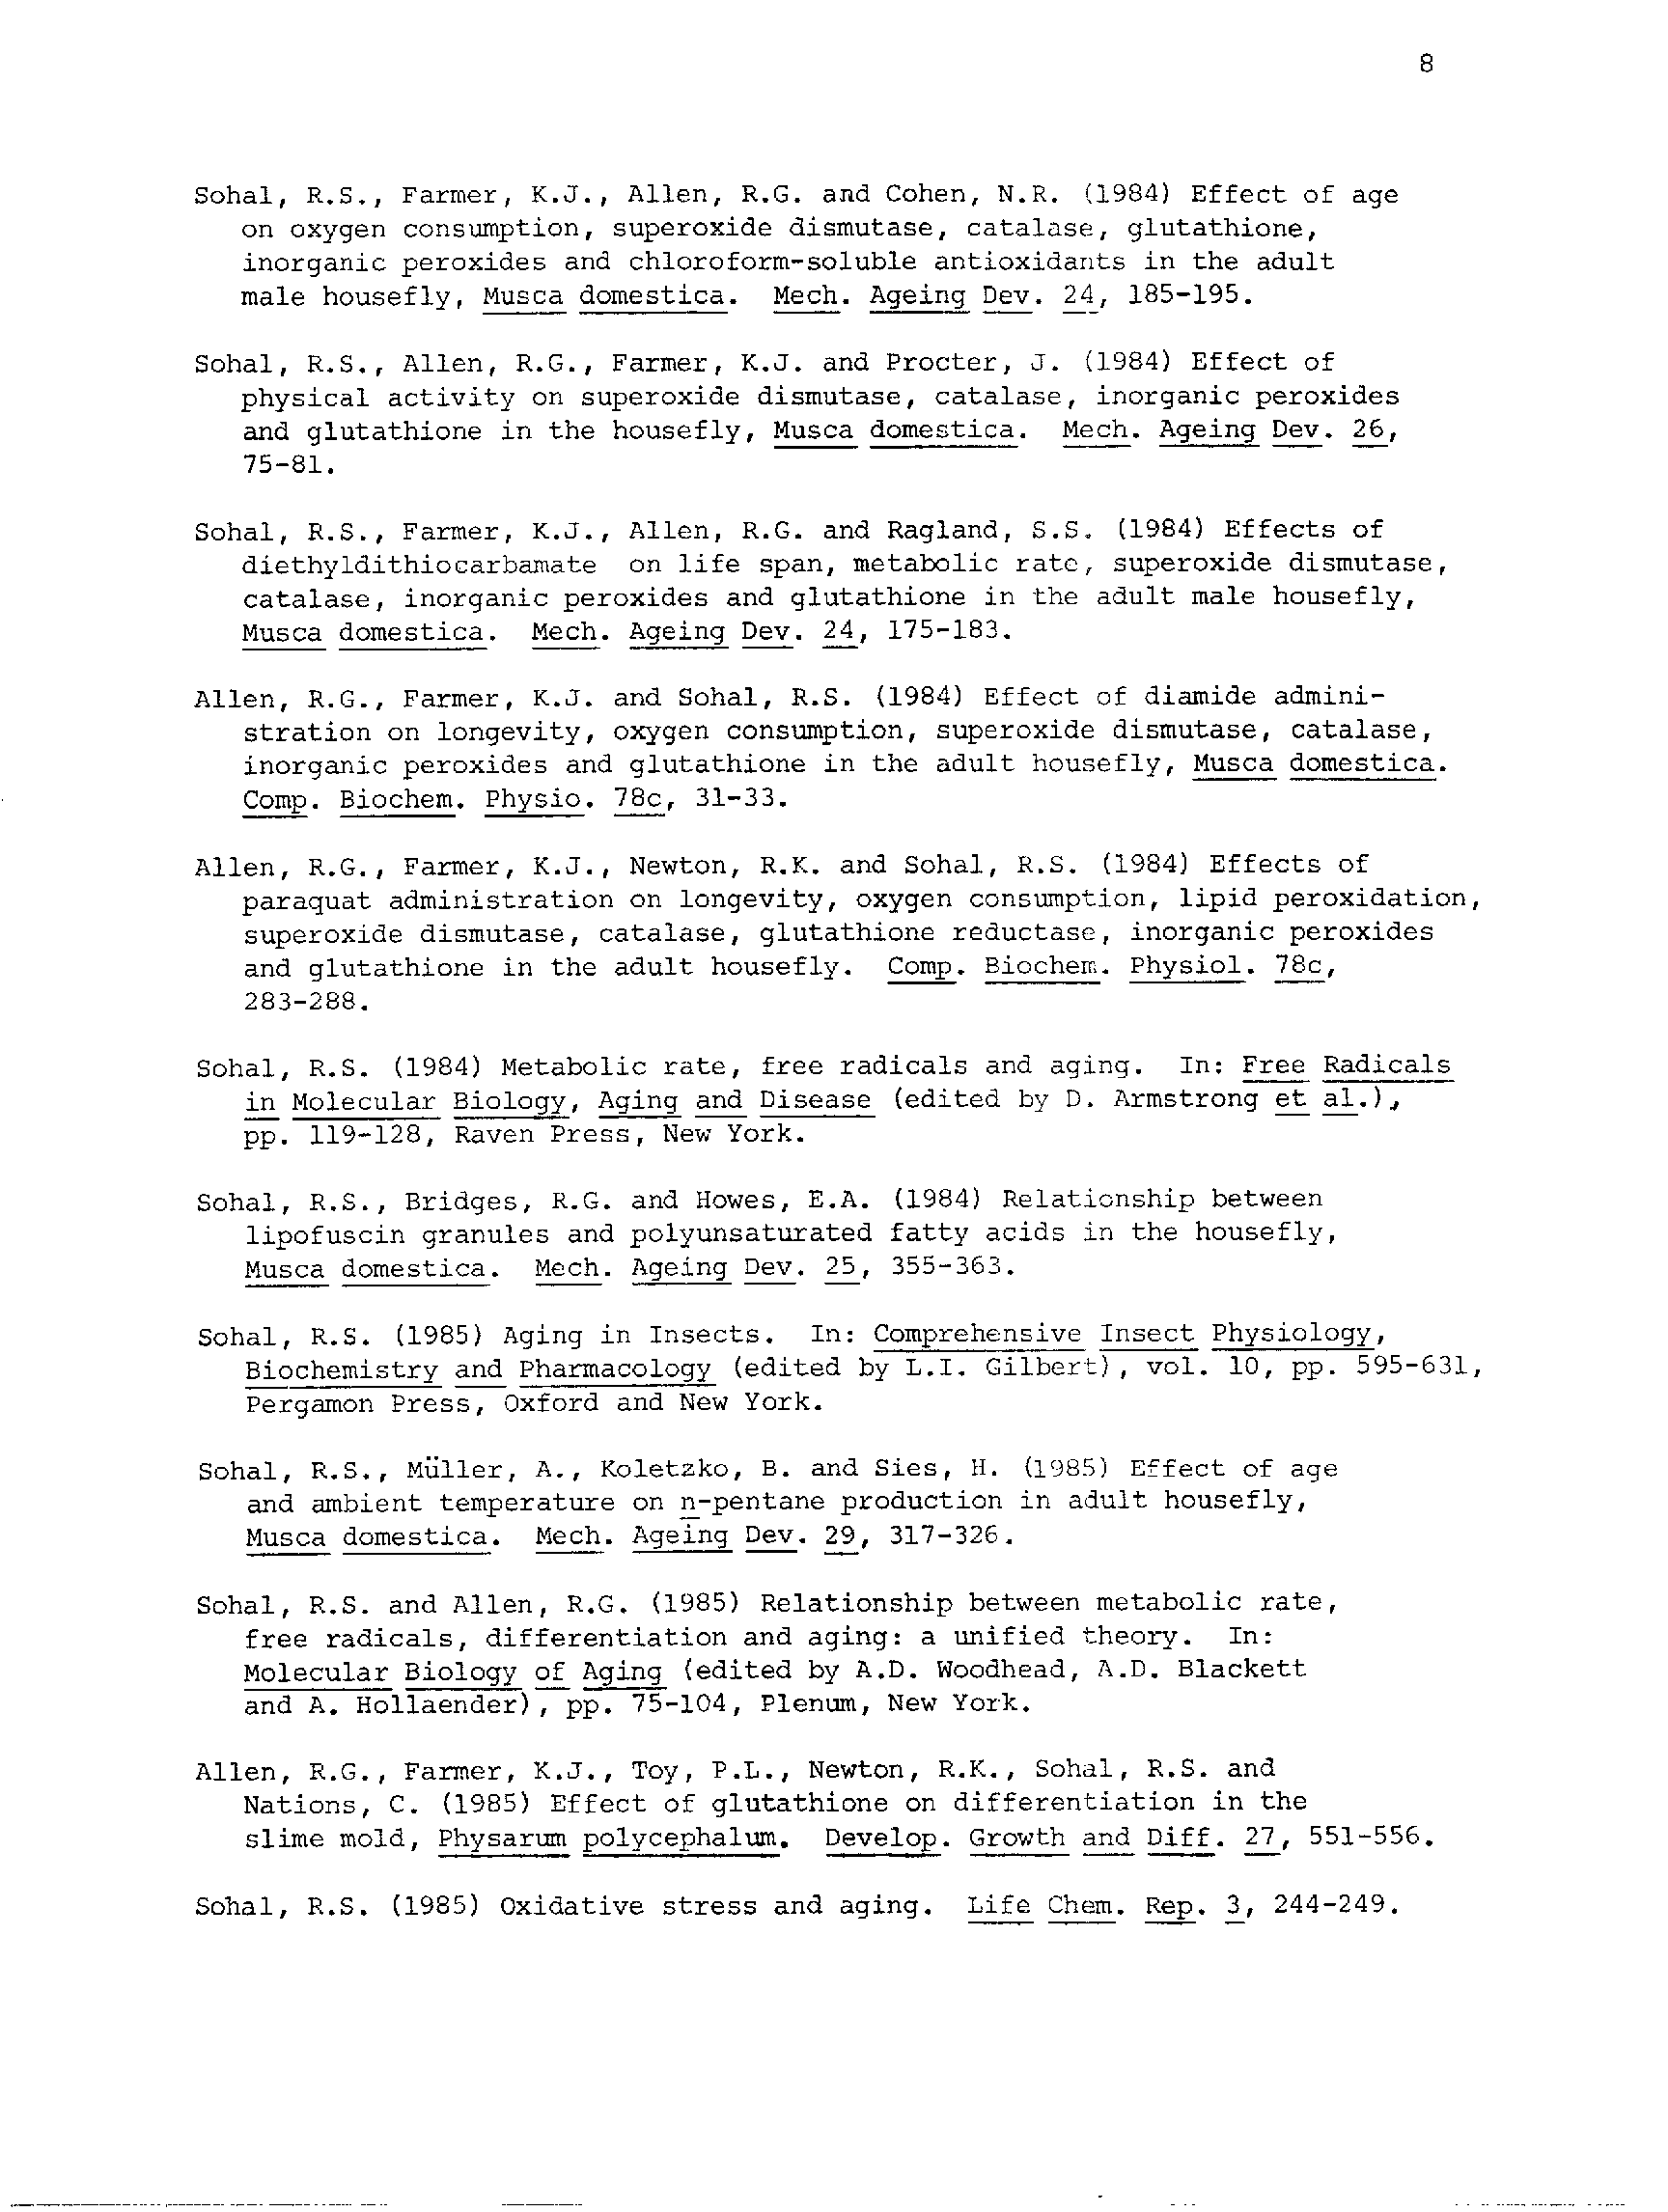 8
Sohal, R.S., Farmer, K.J., Allen, R.G. and Cohen, N.R. (1984) Effect of age
on oxygen consumption, superoxide dismutase, catalase, glutathione,
inorganic peroxides and chloroform-soluble antioxidants in the adult
male housefly, Musca domestica. Mech. Ageing Dev. 24, 185-195.
Sohal, R.S., Allen, R.G., Farmer, K.J. and Procter, J. (1984) Effect of
physical activity on superoxide dismutase, catalase, inorganic peroxides
and glutathione in the housefly, Musca domestica. Mech. Ageing Dev. 26,
75-81.
Sohal, R.S., Farmer, K.J., Allen, R.G. and Ragland, S.S. (1984) Effects of
diethyldithiocarbamate on life span, metabolic rate, superoxide dismutase,
catalase, inorganic peroxides and glutathione in the adult male housefly,
Musca domestica. Mech. Ageing Dev. 24, 175-183.
Allen, R.G., Farmer, K.J. and Sohal, R.S. (1984) Effect of diamide admini-
stration on longevity, oxygen consumption, superoxide dismutase, catalase,
inorganic peroxides and glutathione in the adult housefly, Musca domestica.
Comp. Biochem. Physio. 78c, 31-33.
Allen, R.G., Farmer, K.J., Newton, R.K. and Sohal, R.S. (1984) Effects of
paraquat administration on longevity, oxygen consumption, lipid peroxidation,
superoxide dismutase, catalase, glutathione reductase, inorganic peroxides
and glutathione in the adult housefly. Comp. Biochem. Physiol. 78c,
283-288.
Sohal, R.S. (1984) Metabolic rate, free radicals and aging. In: Free Radicals
in Molecular Biology, Aging and Disease (edited by D. Armstrong et al.),
pp. 119-128, Raven Press, New York.
Sohal, R.S., Bridges, R.G. and Howes, E.A. (1984) Relationship between
lipofuscin granules and polyunsaturated fatty acids in the housefly,
Musca domestica. Mech. Ageing Dev. 25, 355-363.
Sohal, R.S. (1985) Aging in Insects. In: Comprehensive Insect Physiology,
Biochemistry and Pharmacology (edited by L.I. Gilbert), vol. 10, pp. 595-631,
Pergamon Press, Oxford and New York.
Sohal, R.S., Müller, A., Koletzko, B. and Sies, H. (1985) Effect of age
and ambient temperature on n-pentane production in adult housefly,
Musca domestica. Mech. Ageing Dev. 29, 317-326.
Sohal, R.S. and Allen, R.G. (1985) Relationship between metabolic rate,
free radicals, differentiation and aging: a unified theory. In:
Molecular Biology of Aging (edited by A.D. Woodhead, A.D. Blackett
and A. Hollaender), pp. 75-104, Plenum, New York.
Allen, R.G., Farmer, K.J., Toy, P.L., Newton, R.K., Sohal, R.S. and
Nations, C. (1985) Effect of glutathione on differentiation in the
slime mold, Physarum polycephalum. Develop. Growth and Diff. 27, 551-556.
Sohal, R.S. (1985) Oxidative stress and aging. Life Chem. Rep. 3, 244-249.